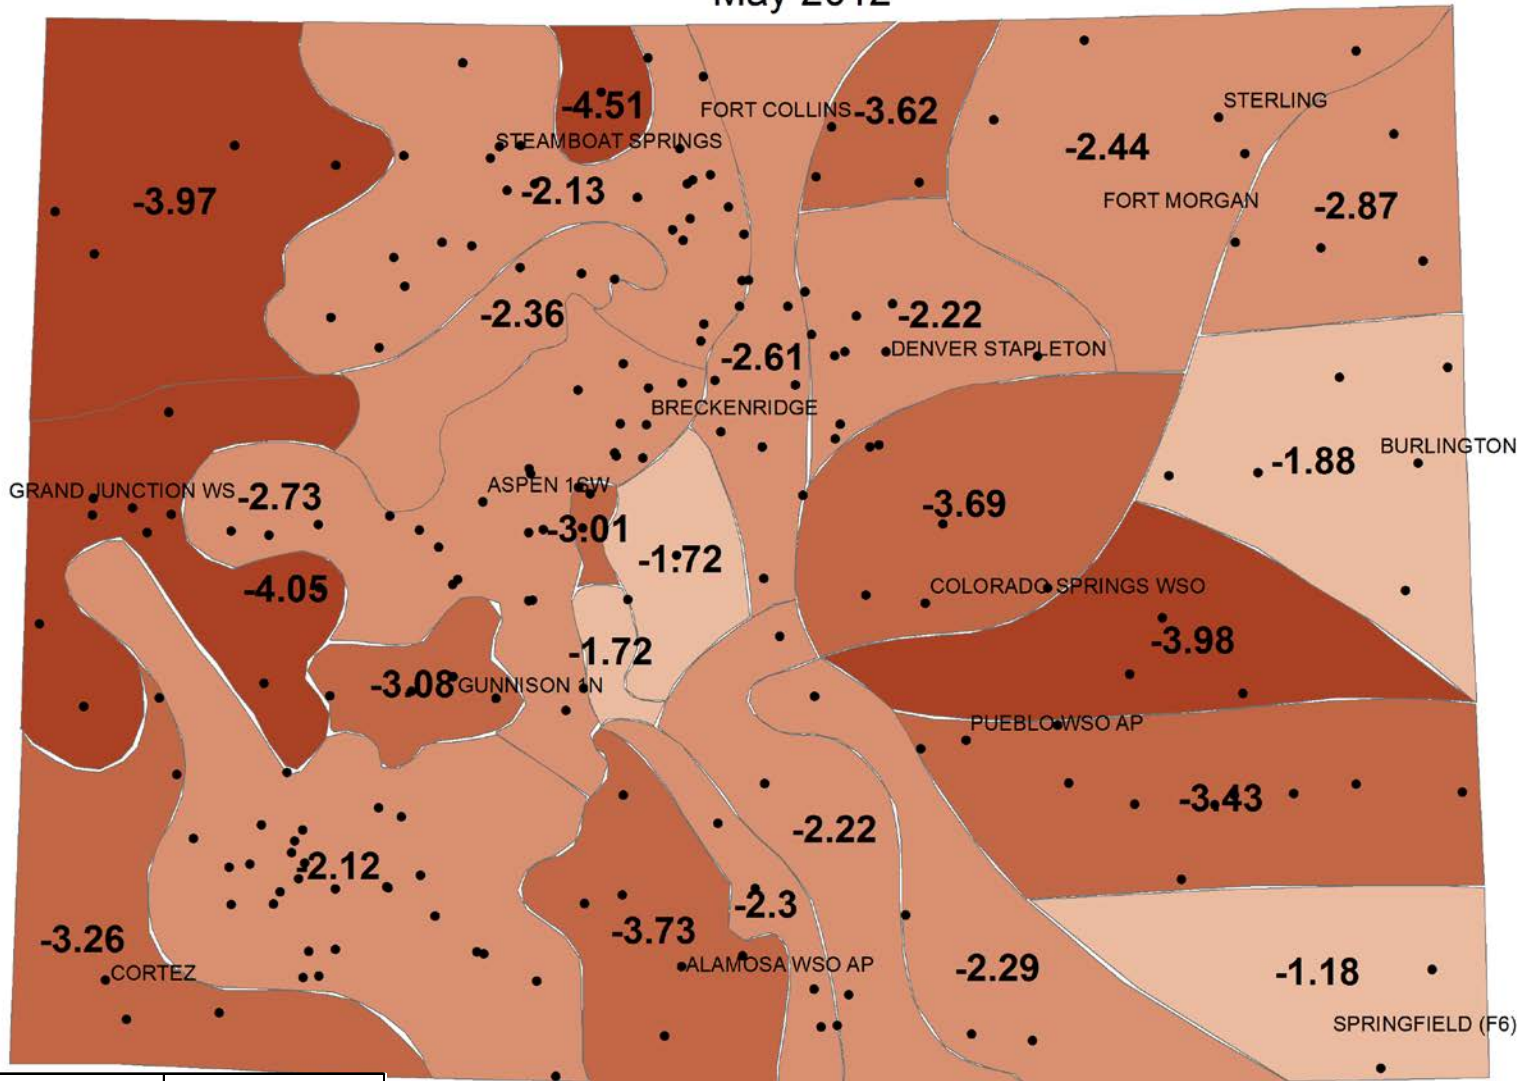 May 2012
-4.51
FORT COLLINS
-3.62
STERLING
STEAMBOAT SPRINGS
-2.44
-3.97
-2.13
FORT MORGAN
-2.87
-2.36
-2.22
-2.61
DENVER STAPLETON
BRECKENRIDGE
-1.88
BURLINGTON
GRAND JUNCTION WS
-2.73
ASPEN 1SW
-3.69
-3.01
-1.72
-4.05
COLORADO SPRINGS WSO
-1.72
-3.98
-3.08
GUNNISON 1N
PUEBLO WSO AP
-3.43
-2.22
-2.12
-2.3
-3.73
-3.26
ALAMOSA WSO AP
-2.29
-1.18
CORTEZ
SPRINGFIELD (F6)